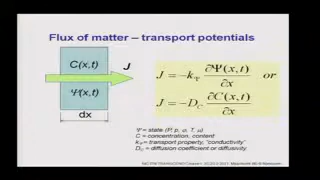 Flux of matter – transport potentials
C(x,t)
J
Ψ(x,t)
dx
J = -k_Ψ ∂Ψ(x,t)/∂x or
J = -D_C ∂C(x,t)/∂x
Ψ = state (P, p, φ, T, μ)
C = concentration, content
k_Ψ = transport property, "conductivity"
D_C = diffusion coefficient or diffusivity